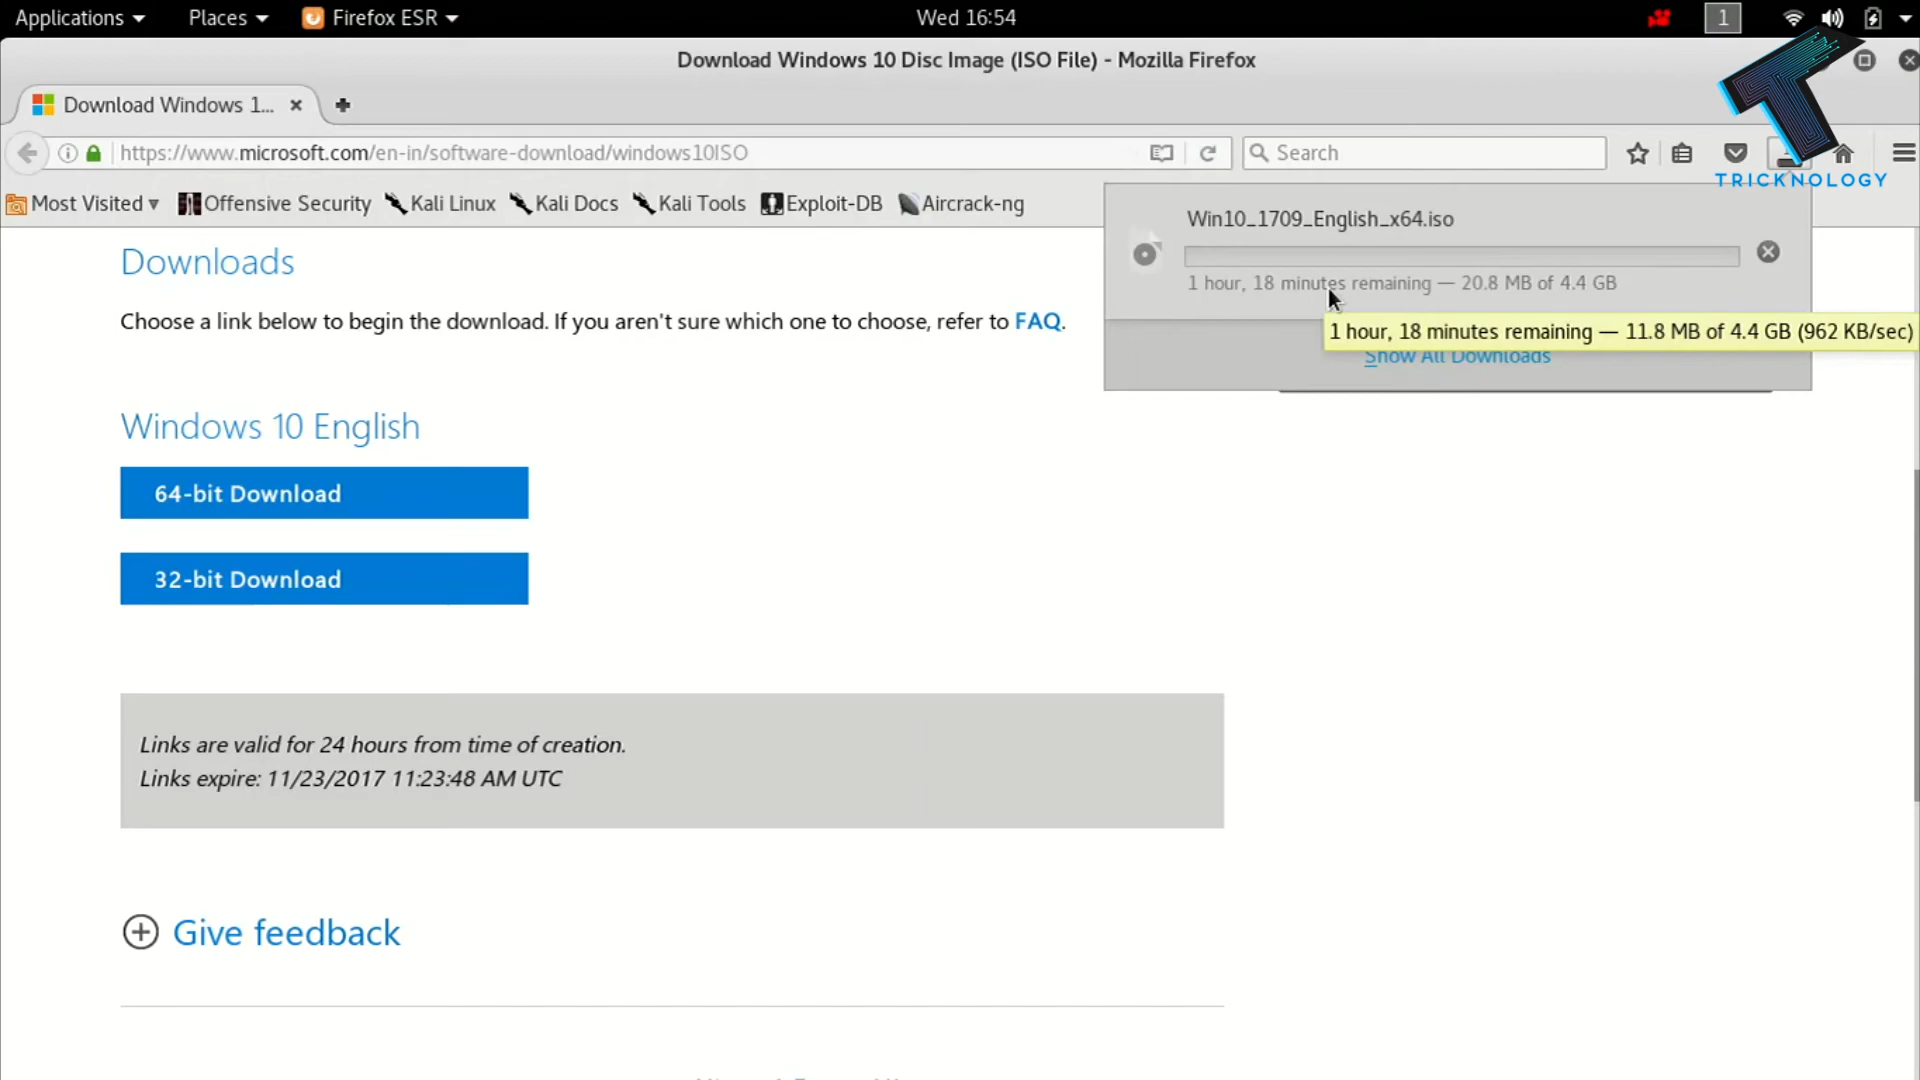 Applications Places Firefox ESR Wed 16:54 1
Download Windows 10 Disc Image (ISO File) - Mozilla Firefox
Download Windows 1...
https://www.microsoft.com/en-in/software-download/windows10ISO Search
TRICKNOLOGY
Most Visited Offensive Security Kali Linux Kali Docs Kali Tools Exploit-DB Aircrack-ng
Win10_1709_English_x64.iso
1 hour, 18 minutes remaining — 20.8 MB of 4.4 GB
1 hour, 18 minutes remaining — 11.8 MB of 4.4 GB (962 KB/sec)
Show All Downloads
Downloads
Choose a link below to begin the download. If you aren't sure which one to choose, refer to FAQ.
Windows 10 English
64-bit Download
32-bit Download
Links are valid for 24 hours from time of creation.
Links expire: 11/23/2017 11:23:48 AM UTC
Give feedback